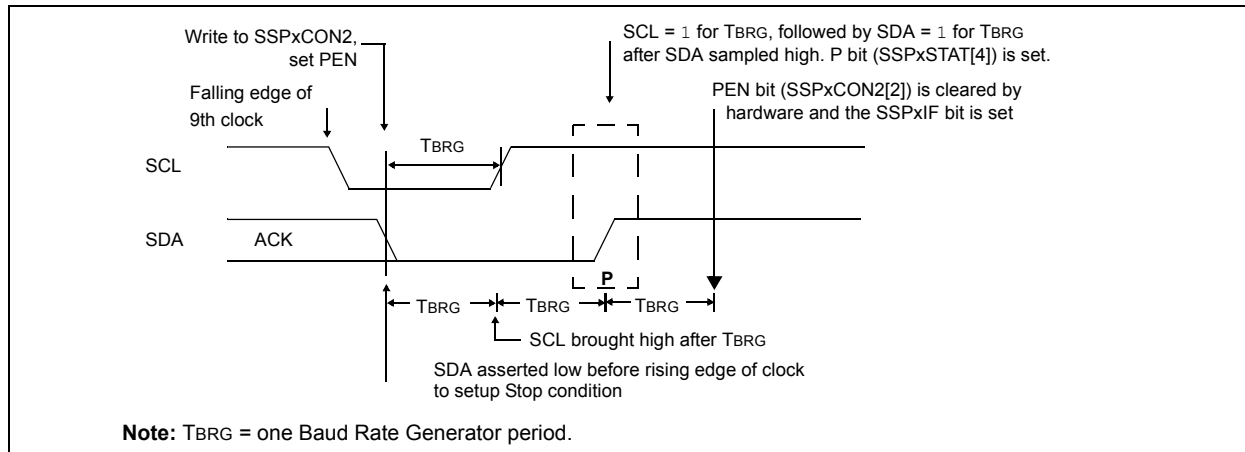 Write to SSPxCON2,
set PEN
SCL = 1 for TBRG, followed by SDA = 1 for TBRG
after SDA sampled high. P bit (SSPxSTAT[4]) is set.
Falling edge of
9th clock
PEN bit (SSPxCON2[2]) is cleared by
hardware and the SSPxIF bit is set
TBRG
SCL
SDA
ACK
P
TBRG
TBRG
TBRG
SCL brought high after TBRG
SDA asserted low before rising edge of clock
to setup Stop condition
Note: TBRG = one Baud Rate Generator period.